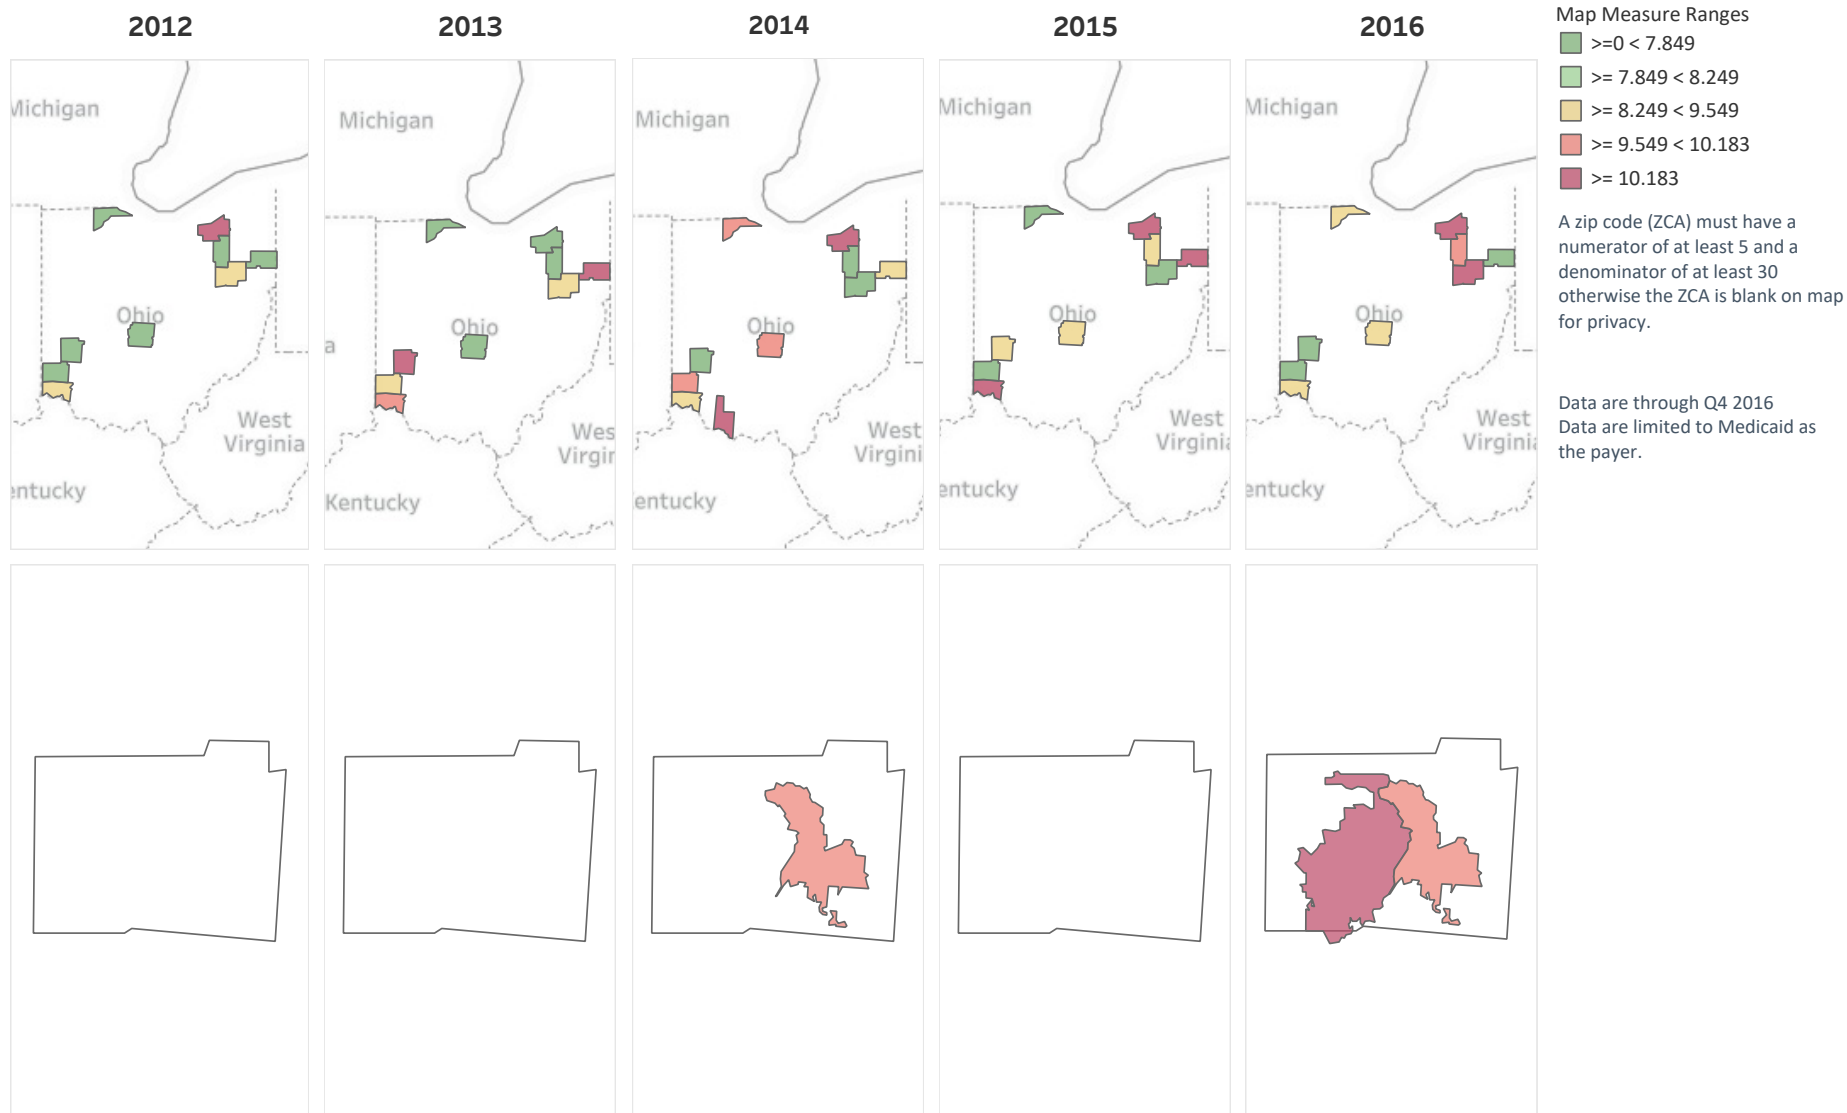 2012
2013
2014
2015
2016
Map Measure Ranges
>=0 < 7.849
>= 7.849 < 8.249
>= 8.249 < 9.549
>= 9.549 < 10.183
>= 10.183
A zip code (ZCA) must have a
numerator of at least 5 and a
denominator of at least 30
otherwise the ZCA is blank on map
for privacy.
Data are through Q4 2016
Data are limited to Medicaid as
the payer.
Michigan
Ohio
West
Virginia
entucky
Michigan
a
Ohio
Wes
Virgir
Kentucky
Michigan
Ohio
West
Virgini
entucky
Michigan
Ohio
West
Virginia
entucky
Michigan
Ohio
West
Virginia
entucky